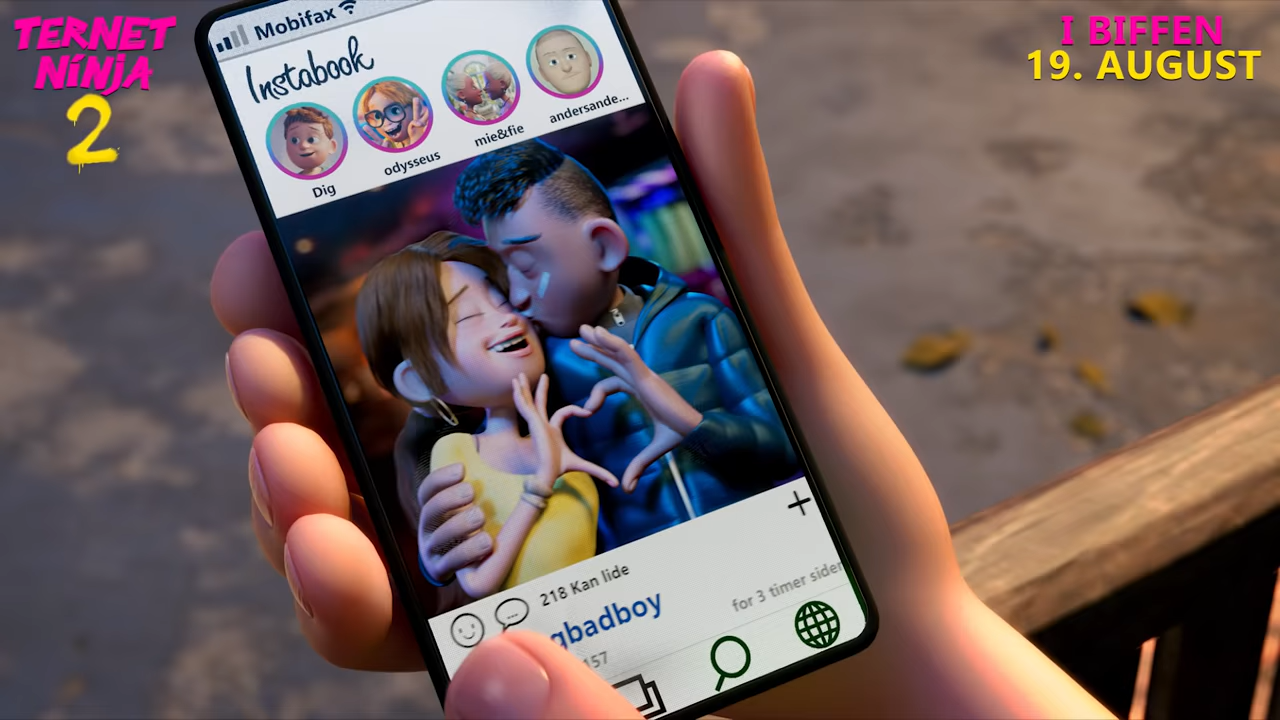 TERNET
NINJA
2
I BIFFEN
19. AUGUST
Mobifax
Instabook
Dig
odysseus
mie&fie
andersande...
218 Kan lide
gbadboy
for 3 timer siden
157